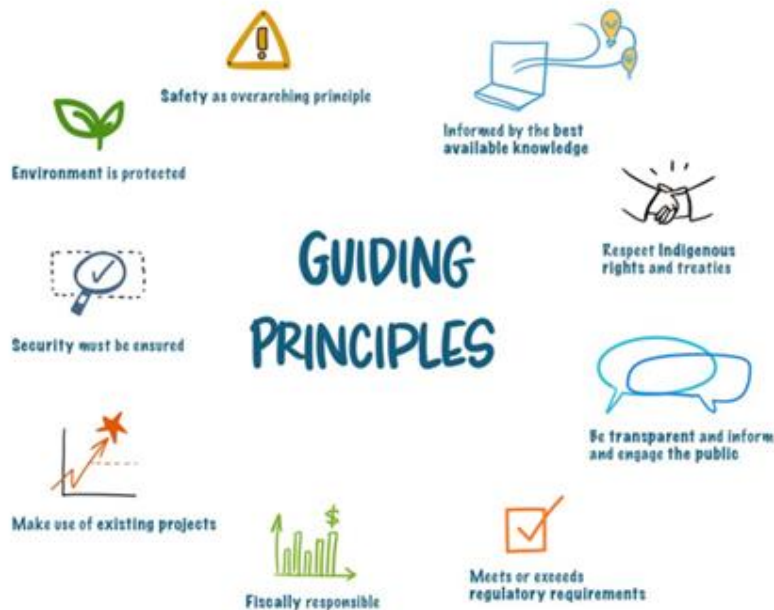 Safety as overarching principle
Informed by the best
available knowledge
Respect Indigenous
rights and treaties
Be transparent and inform
and engage the public
Meets or exceeds
regulatory requirements
$
Fiscally responsible
Make use of existing projects
Security must be ensured
Environment is protected
GUIDING
PRINCIPLES